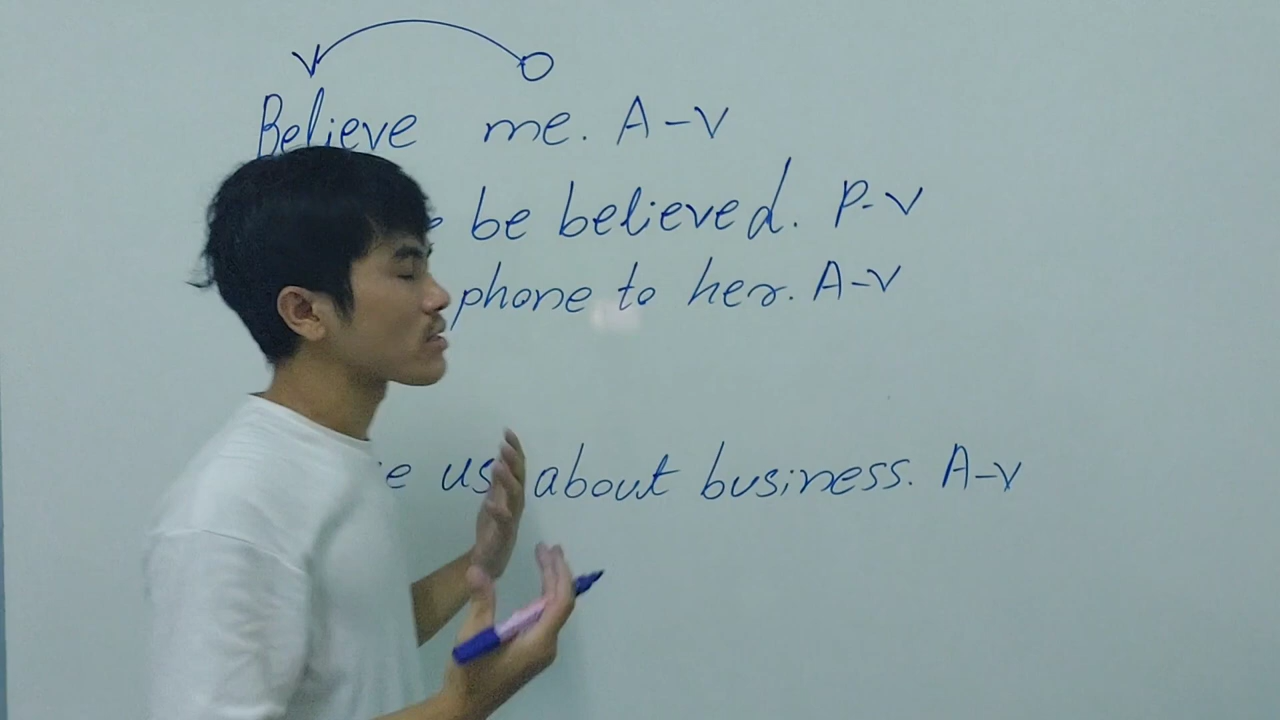 V O
Believe me. A-V
be believed. P-V
phone to her. A-V
us about business. A-V